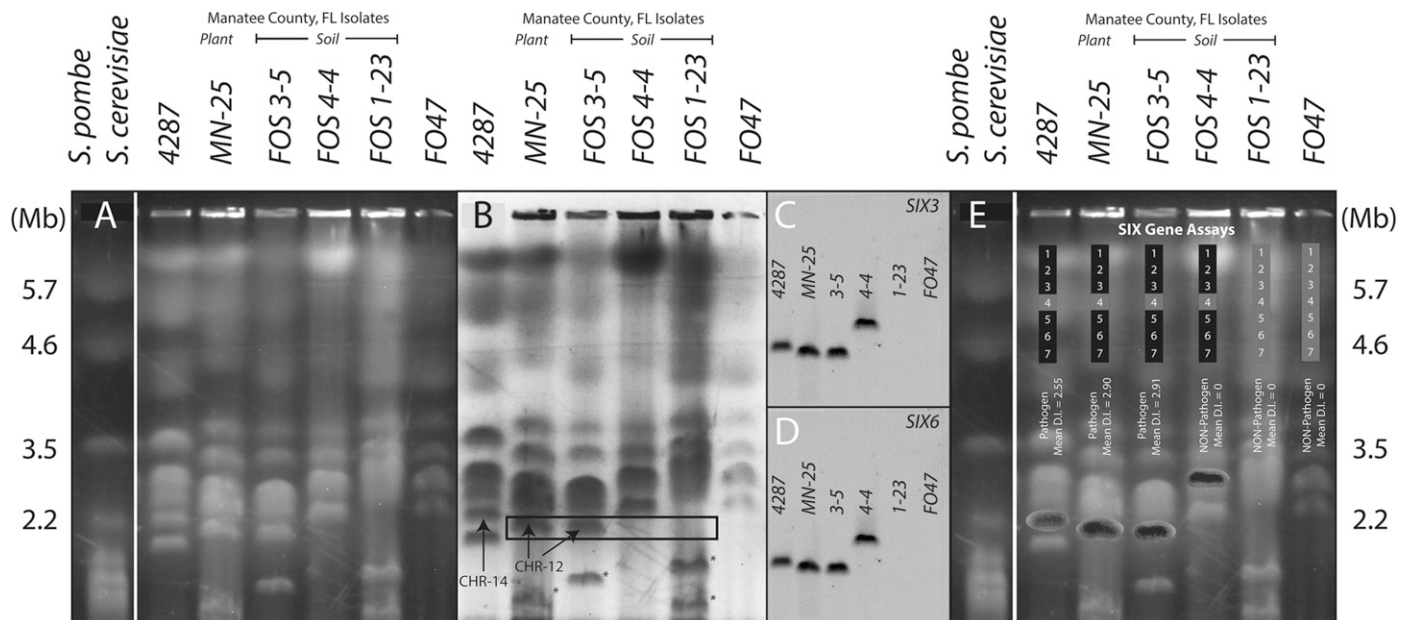 Manatee County, FL Isolates
Plant
Soil
S. pombe
S. cerevisiae
4287
MN-25
FOS 3-5
FOS 4-4
FOS 1-23
FO47
Manatee County, FL Isolates
Plant
Soil
4287
MN-25
FOS 3-5
FOS 4-4
FOS 1-23
FO47
Manatee County, FL Isolates
Plant
Soil
S. pombe
S. cerevisiae
4287
MN-25
FOS 3-5
FOS 4-4
FOS 1-23
FO47
(Mb)
5.7
4.6
3.5
2.2
A
B
CHR-14
CHR-12
*
*
*
*
C
SIX3
4287
MN-25
3-5
4-4
1-23
FO47
D
SIX6
4287
MN-25
3-5
4-4
1-23
FO47
E
SIX Gene Assays
1 1 1 1 1 1
2 2 2 2 2 2
3 3 3 3 3 3
4 4 4 4 4 4
5 5 5 5 5 5
6 6 6 6 6 6
7 7 7 7 7 7
Pathogen
Mean D.I. = 2.55
Pathogen
Mean D.I. = 2.90
Pathogen
Mean D.I. = 2.91
NON-Pathogen
Mean D.I. = 0
NON-Pathogen
Mean D.I. = 0
NON-Pathogen
Mean D.I. = 0
(Mb)
5.7
4.6
3.5
2.2